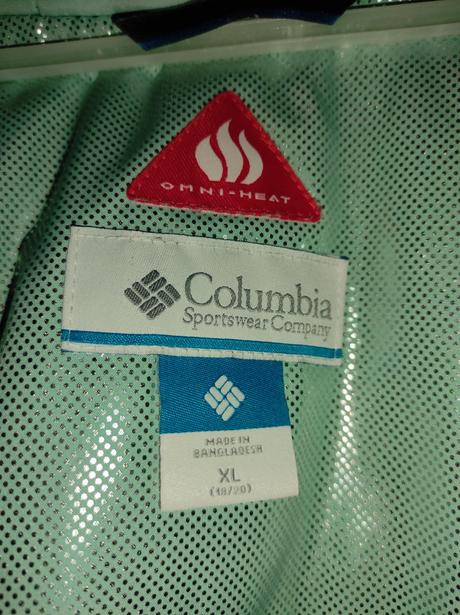 OMNI-HEAT
Columbia
Sportswear Company
MADE IN
BANGLADESH
XL
(18/20)